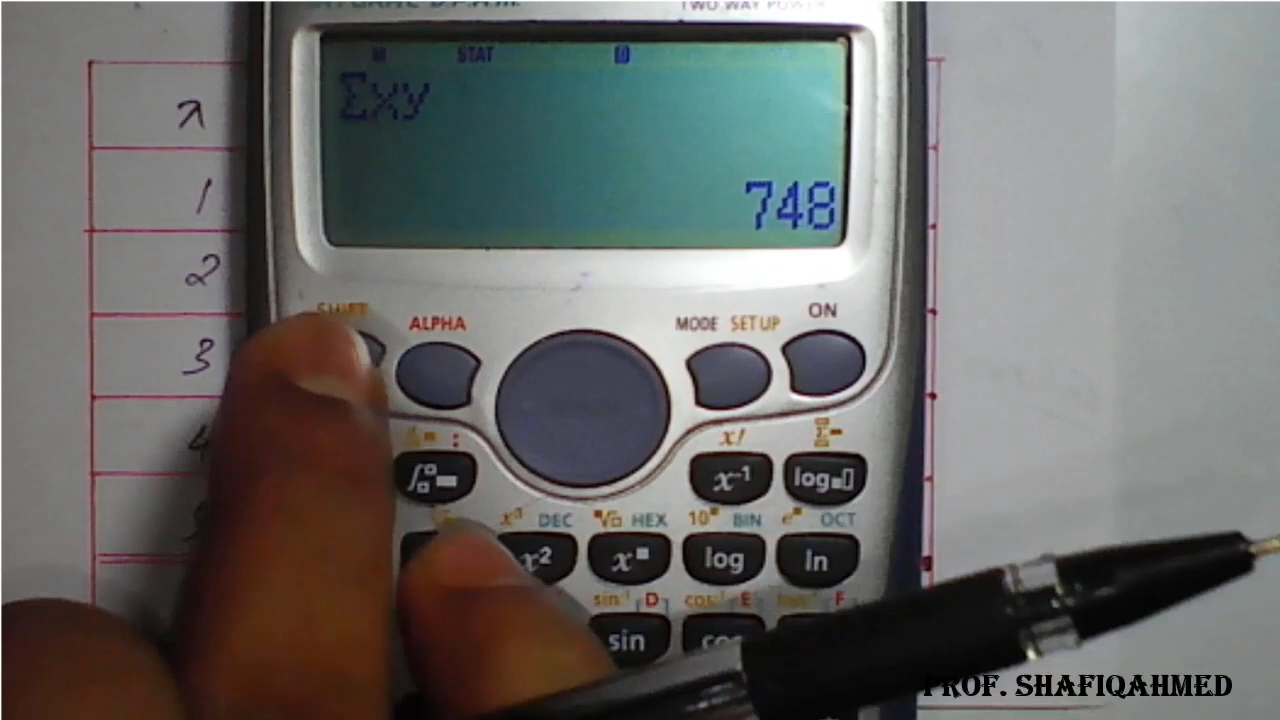 TWO WAY POWER
M STAT D
Σxy
748
x
1
2
3
4
SHIFT
ALPHA
MODE SETUP
ON
x!
x⁻¹
log
x³ DEC
HEX
10 BIN
e OCT
x²
x
log
ln
sin⁻¹ D
cos⁻¹ E
F
sin
PROF. SHAFIQAHMED